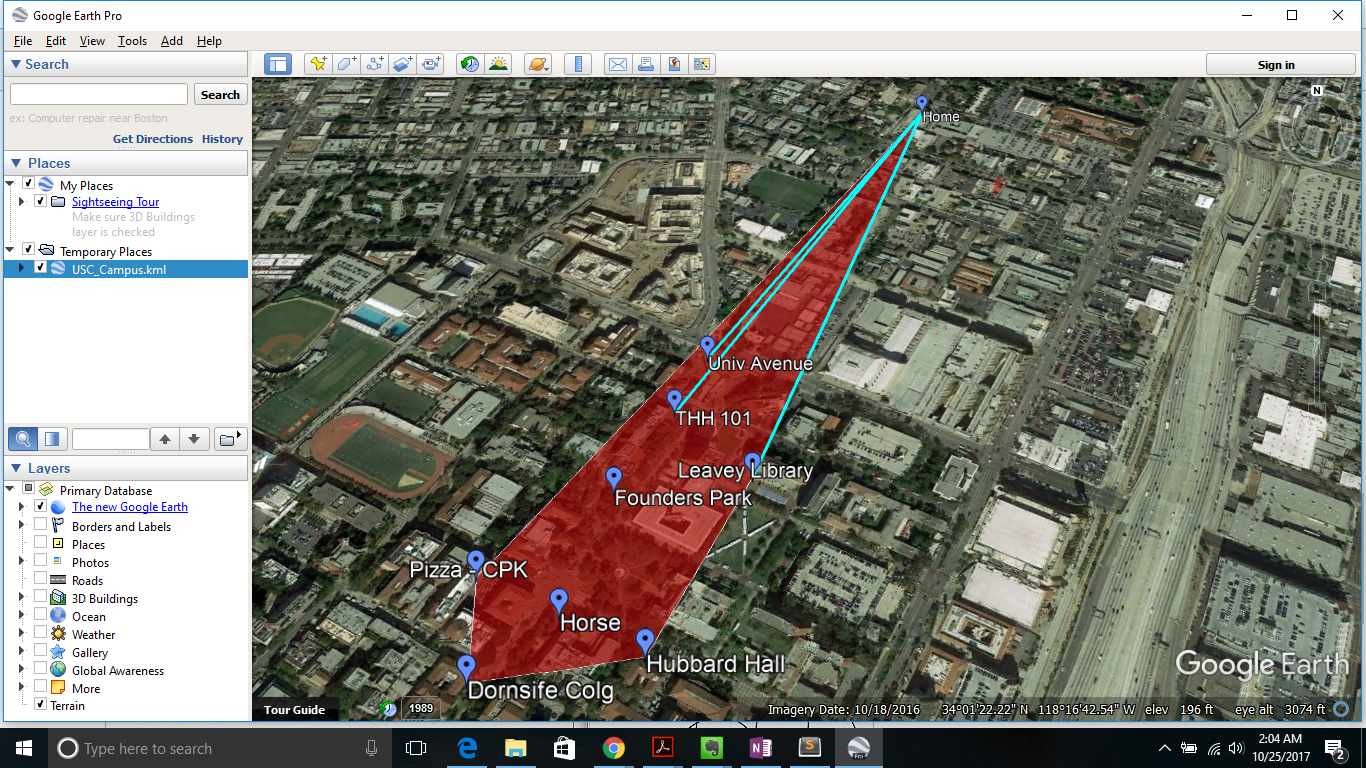 Google Earth Pro
File Edit View Tools Add Help
Search
Sign in
Search
ex: Computer repair near Boston
Get Directions History
Places
My Places
Sightseeing Tour
Make sure 3D Buildings
layer is checked
Temporary Places
USC_Campus.kml
Layers
Primary Database
The new Google Earth
Borders and Labels
Places
Photos
Roads
3D Buildings
Ocean
Weather
Gallery
Global Awareness
More
Terrain
N
Home
Univ Avenue
THH 101
Leavey Library
Founders Park
Pizza - CPK
Horse
Hubbard Hall
Dornsife Colg
Google Earth
Tour Guide
1989
Imagery Date: 10/18/2016 34°01'22.22" N 118°16'42.54" W elev 196 ft eye alt 3074 ft
Type here to search
2:04 AM
10/25/2017
2